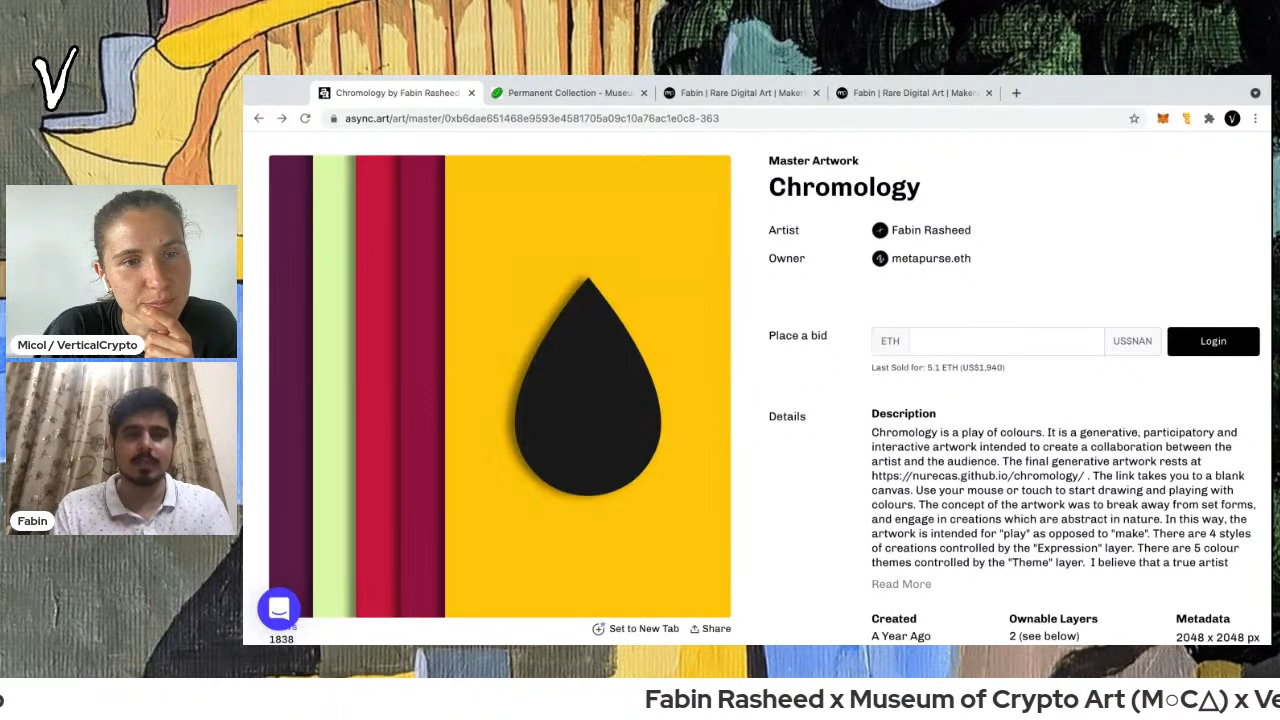 V
Chromology by Fabin Rasheed
Permanent Collection - Museu
Fabin | Rare Digital Art | Maker
Fabin | Rare Digital Art | Maker
async.art/art/master/0xb6dae651468e9593e4581705a09c10a76ac1e0c8-363
V
Master Artwork
Chromology
Artist
Fabin Rasheed
Owner
metapurse.eth
Place a bid
ETH
US$NAN
Login
Last Sold for: 5.1 ETH (US$1,940)
Details
Description
Chromology is a play of colours. It is a generative, participatory and
interactive artwork intended to create a collaboration between the
artist and the audience. The final generative artwork rests at
https://nurecas.github.io/chromology/ . The link takes you to a blank
canvas. Use your mouse or touch to start drawing and playing with
colours. The concept of the artwork was to break away from set forms,
and engage in creations which are abstract in nature. In this way, the
artwork is intended for "play" as opposed to "make". There are 4 styles
of creations controlled by the "Expression" layer. There are 5 colour
themes controlled by the "Theme" layer. I believe that a true artist
Read More
Created
A Year Ago
Ownable Layers
2 (see below)
Metadata
2048 x 2048 px
1838
Set to New Tab
Share
Micol / VerticalCrypto
Fabin
Fabin Rasheed x Museum of Crypto Art (M○C△) x Ve